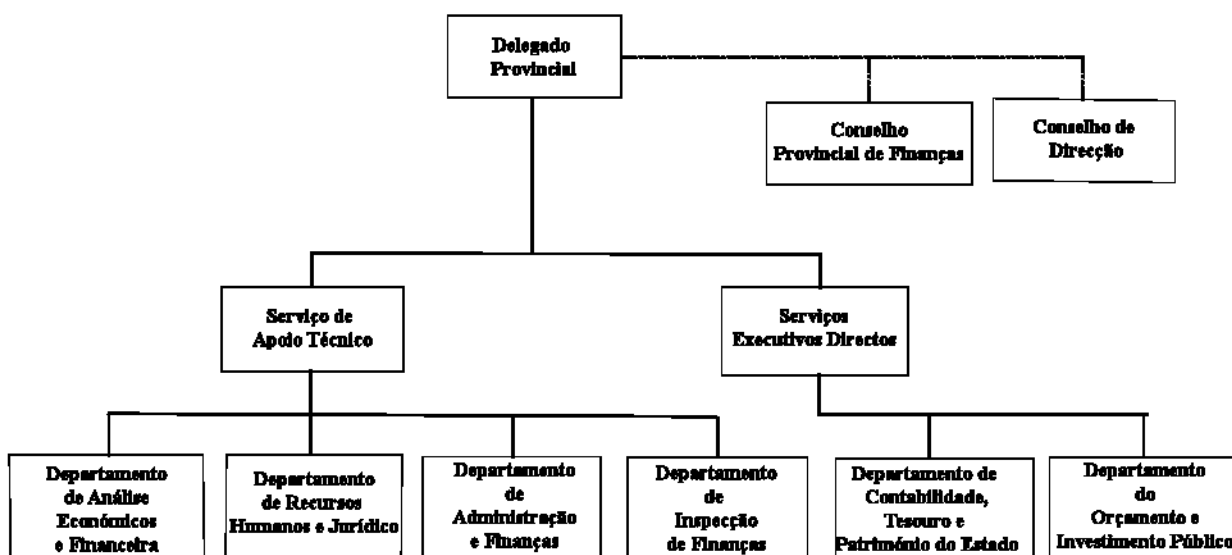 Delegado
Provincial
Conselho
Provincial de Finanças
Conselho de
Direcção
Serviço de
Apoio Técnico
Serviços
Executivos Directos
Departamento
de Análise
Económicos
e Financeira
Departamento
de Recursos
Humanos e Jurídico
Departamento
de
Administração
e Finanças
Departamento
de
Inspecção
de Finanças
Departamento de
Contabilidade,
Tesouro e
Património do Estado
Departamento
do
Orçamento e
Investimento Público